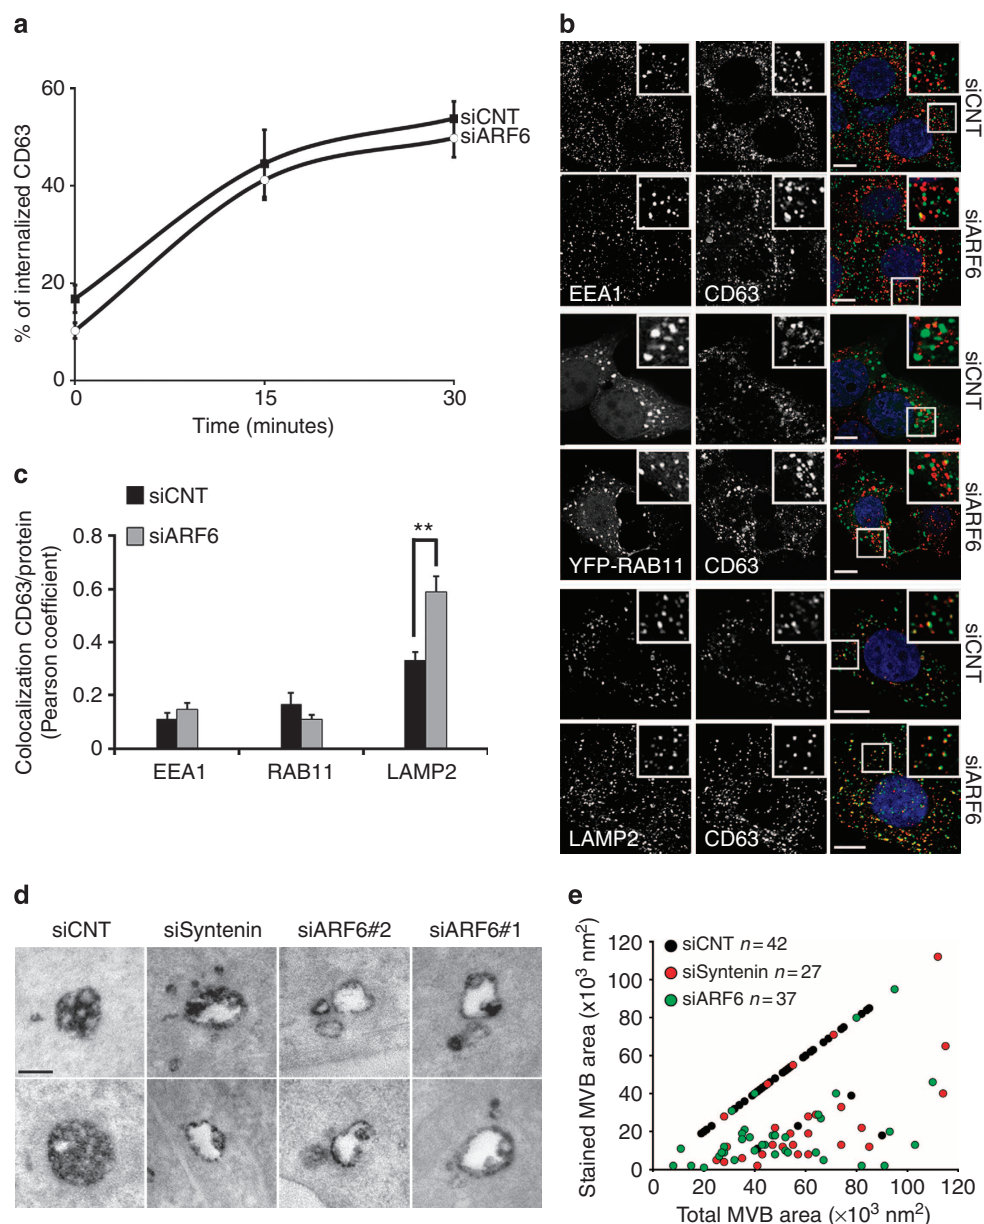 a
60
40
20
0
% of internalized CD63
0
15
30
Time (minutes)
siCNT
siARF6
b
siCNT
EEA1
CD63
siARF6
siCNT
YFP-RAB11
CD63
siARF6
siCNT
LAMP2
CD63
siARF6
c
siCNT
siARF6
0.8
0.6
0.4
0.2
0
Colocalization CD63/protein
(Pearson coefficient)
**
EEA1
RAB11
LAMP2
d
siCNT
siSyntenin
siARF6#2
siARF6#1
e
siCNT n = 42
siSyntenin n = 27
siARF6 n = 37
120
100
80
60
40
20
0
Stained MVB area (x10³ nm²)
0
20
40
60
80
100
120
Total MVB area (×10³ nm²)